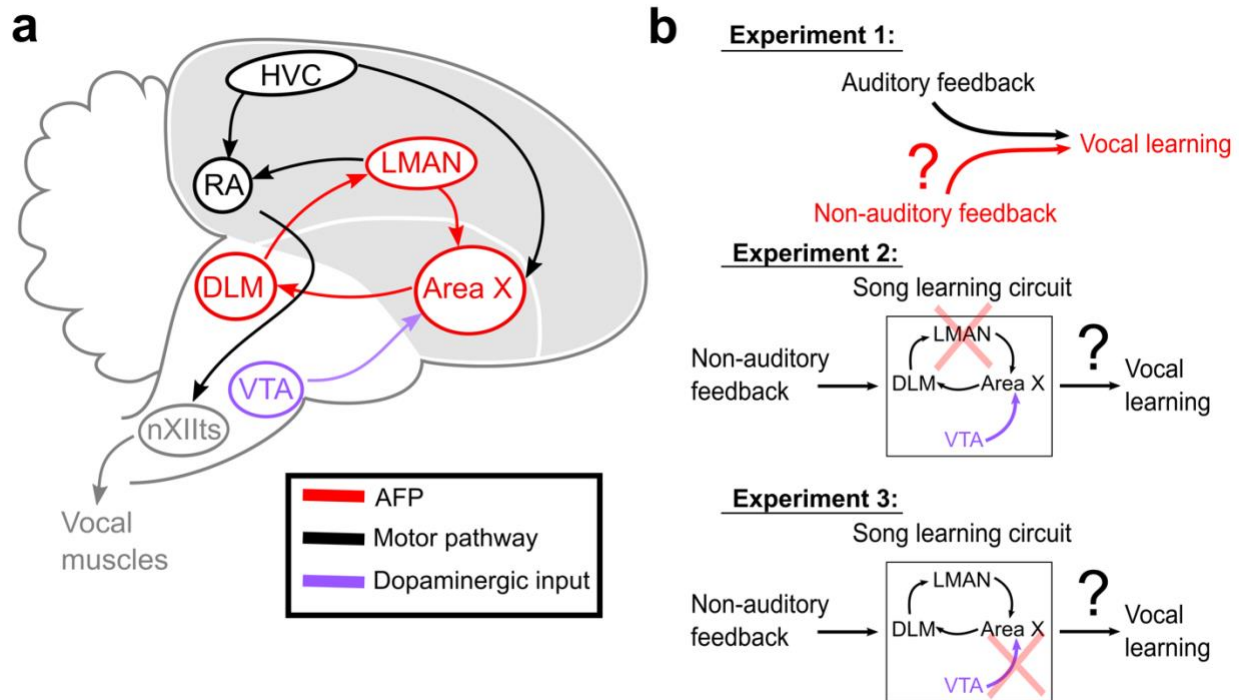 a
HVC
LMAN
RA
DLM
Area X
VTA
nXIIts
Vocal
muscles
AFP
Motor pathway
Dopaminergic input
b
Experiment 1:
Auditory feedback
?
Vocal learning
Non-auditory feedback
Experiment 2:
Song learning circuit
Non-auditory
feedback
LMAN
DLM
Area X
VTA
?
Vocal
learning
Experiment 3:
Song learning circuit
Non-auditory
feedback
LMAN
DLM
Area X
VTA
?
Vocal
learning